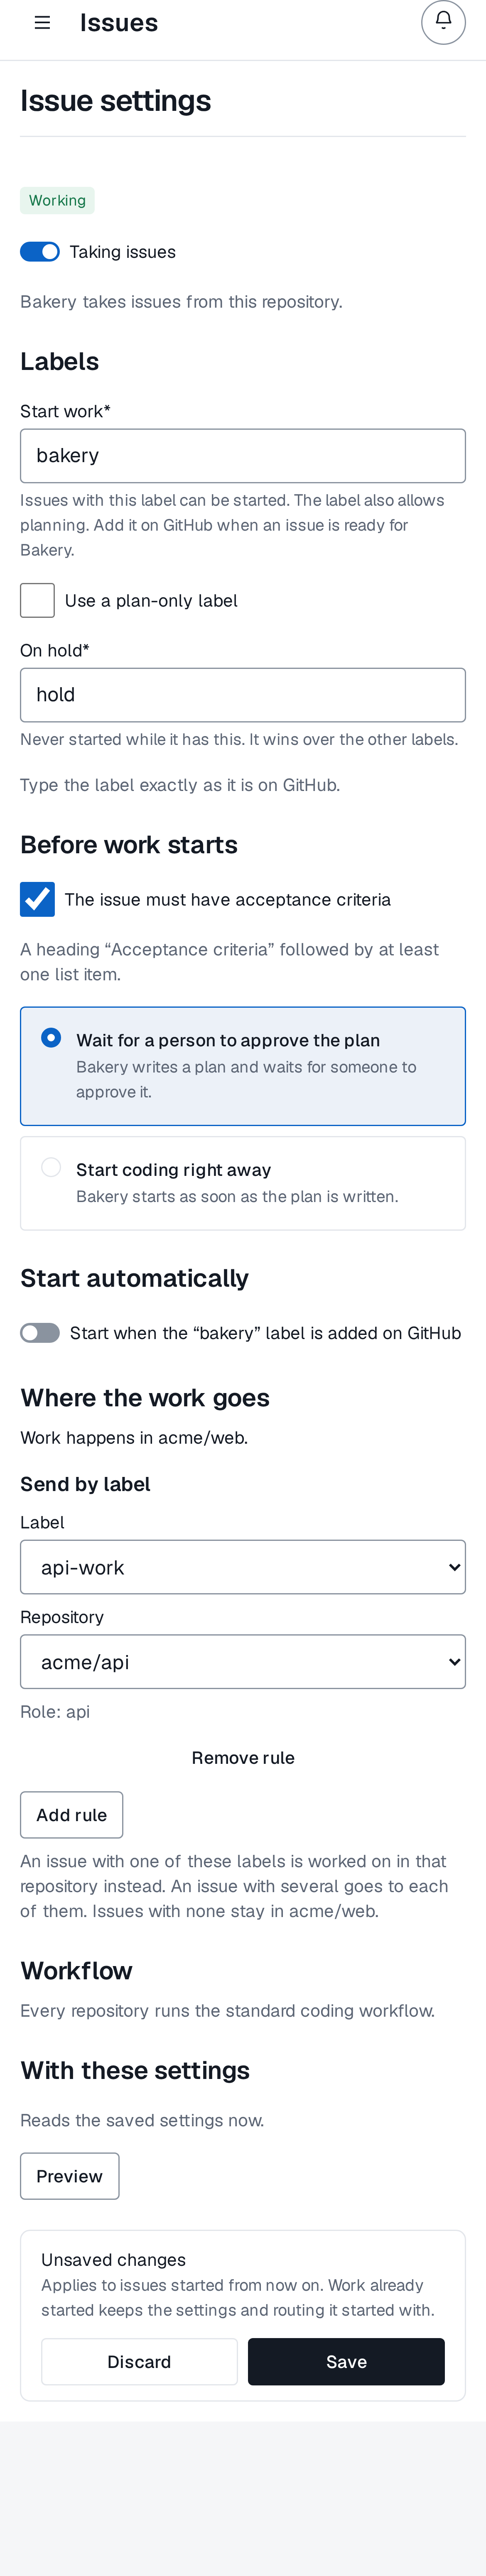 Issues
Issue settings
Working
Taking issues
Bakery takes issues from this repository.
Labels
Start work*
bakery
Issues with this label can be started. The label also allows
planning. Add it on GitHub when an issue is ready for
Bakery.
Use a plan-only label
On hold*
hold
Never started while it has this. It wins over the other labels.
Type the label exactly as it is on GitHub.
Before work starts
The issue must have acceptance criteria
A heading “Acceptance criteria” followed by at least
one list item.
Wait for a person to approve the plan
Bakery writes a plan and waits for someone to
approve it.
Start coding right away
Bakery starts as soon as the plan is written.
Start automatically
Start when the “bakery” label is added on GitHub
Where the work goes
Work happens in acme/web.
Send by label
Label
api-work
Repository
acme/api
Role: api
Remove rule
Add rule
An issue with one of these labels is worked on in that
repository instead. An issue with several goes to each
of them. Issues with none stay in acme/web.
Workflow
Every repository runs the standard coding workflow.
With these settings
Reads the saved settings now.
Preview
Unsaved changes
Applies to issues started from now on. Work already
started keeps the settings and routing it started with.
Discard
Save